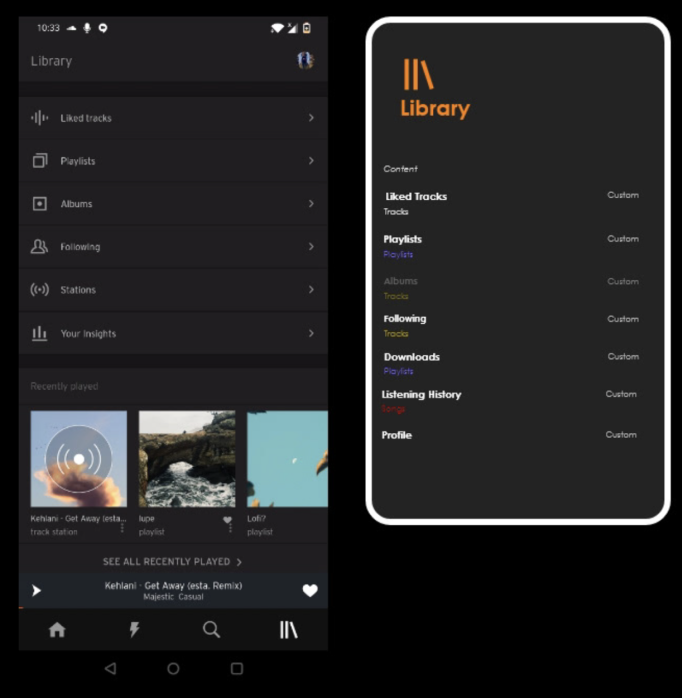 10:33
Library
Liked tracks
Playlists
Albums
Following
Stations
Your Insights
Recently played
Kehlani - Get Away (esta...
track station
lupe
playlist
Lofi?
playlist
SEE ALL RECENTLY PLAYED
Kehlani - Get Away (esta. Remix)
Majestic Casual
Library
Content
Liked Tracks Custom
Tracks
Playlists Custom
Playlists
Albums Custom
Tracks
Following Custom
Tracks
Downloads Custom
Playlists
Listening History Custom
Songs
Profile Custom